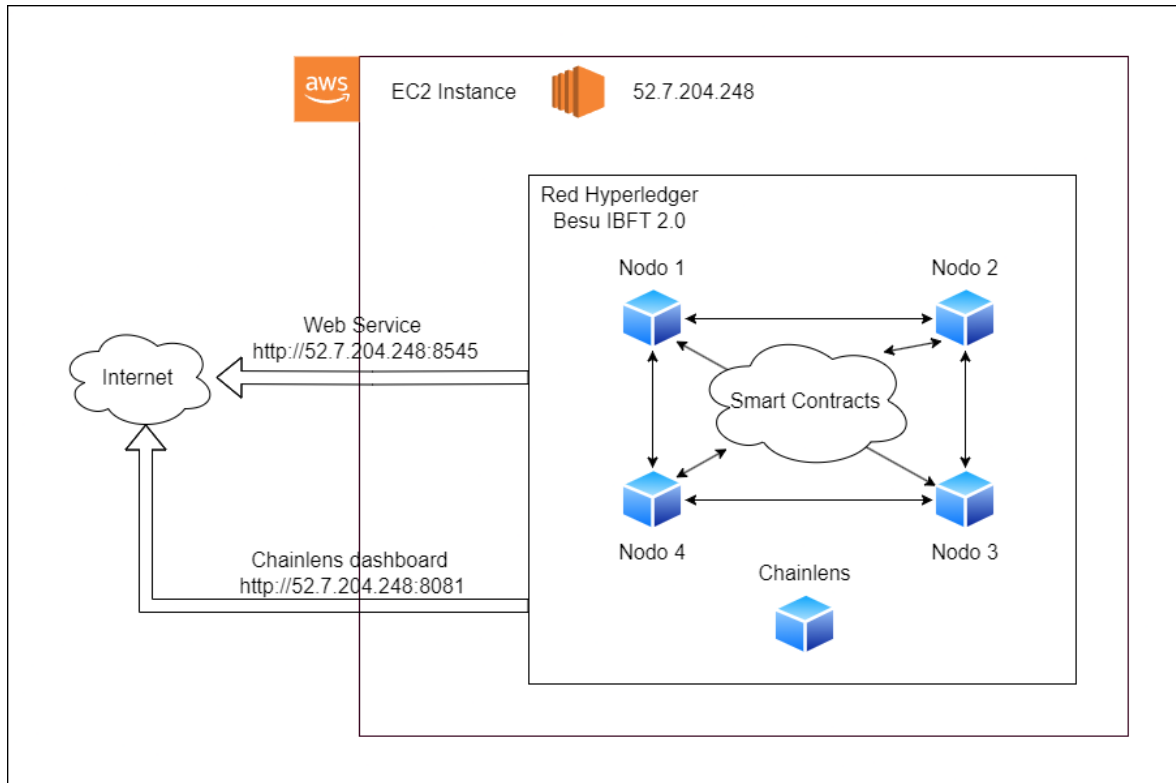 aws
EC2 Instance
52.7.204.248
Red Hyperledger
Besu IBFT 2.0
Nodo 1
Nodo 2
Web Service
http://52.7.204.248:8545
Internet
Smart Contracts
Nodo 4
Nodo 3
Chainlens dashboard
http://52.7.204.248:8081
Chainlens